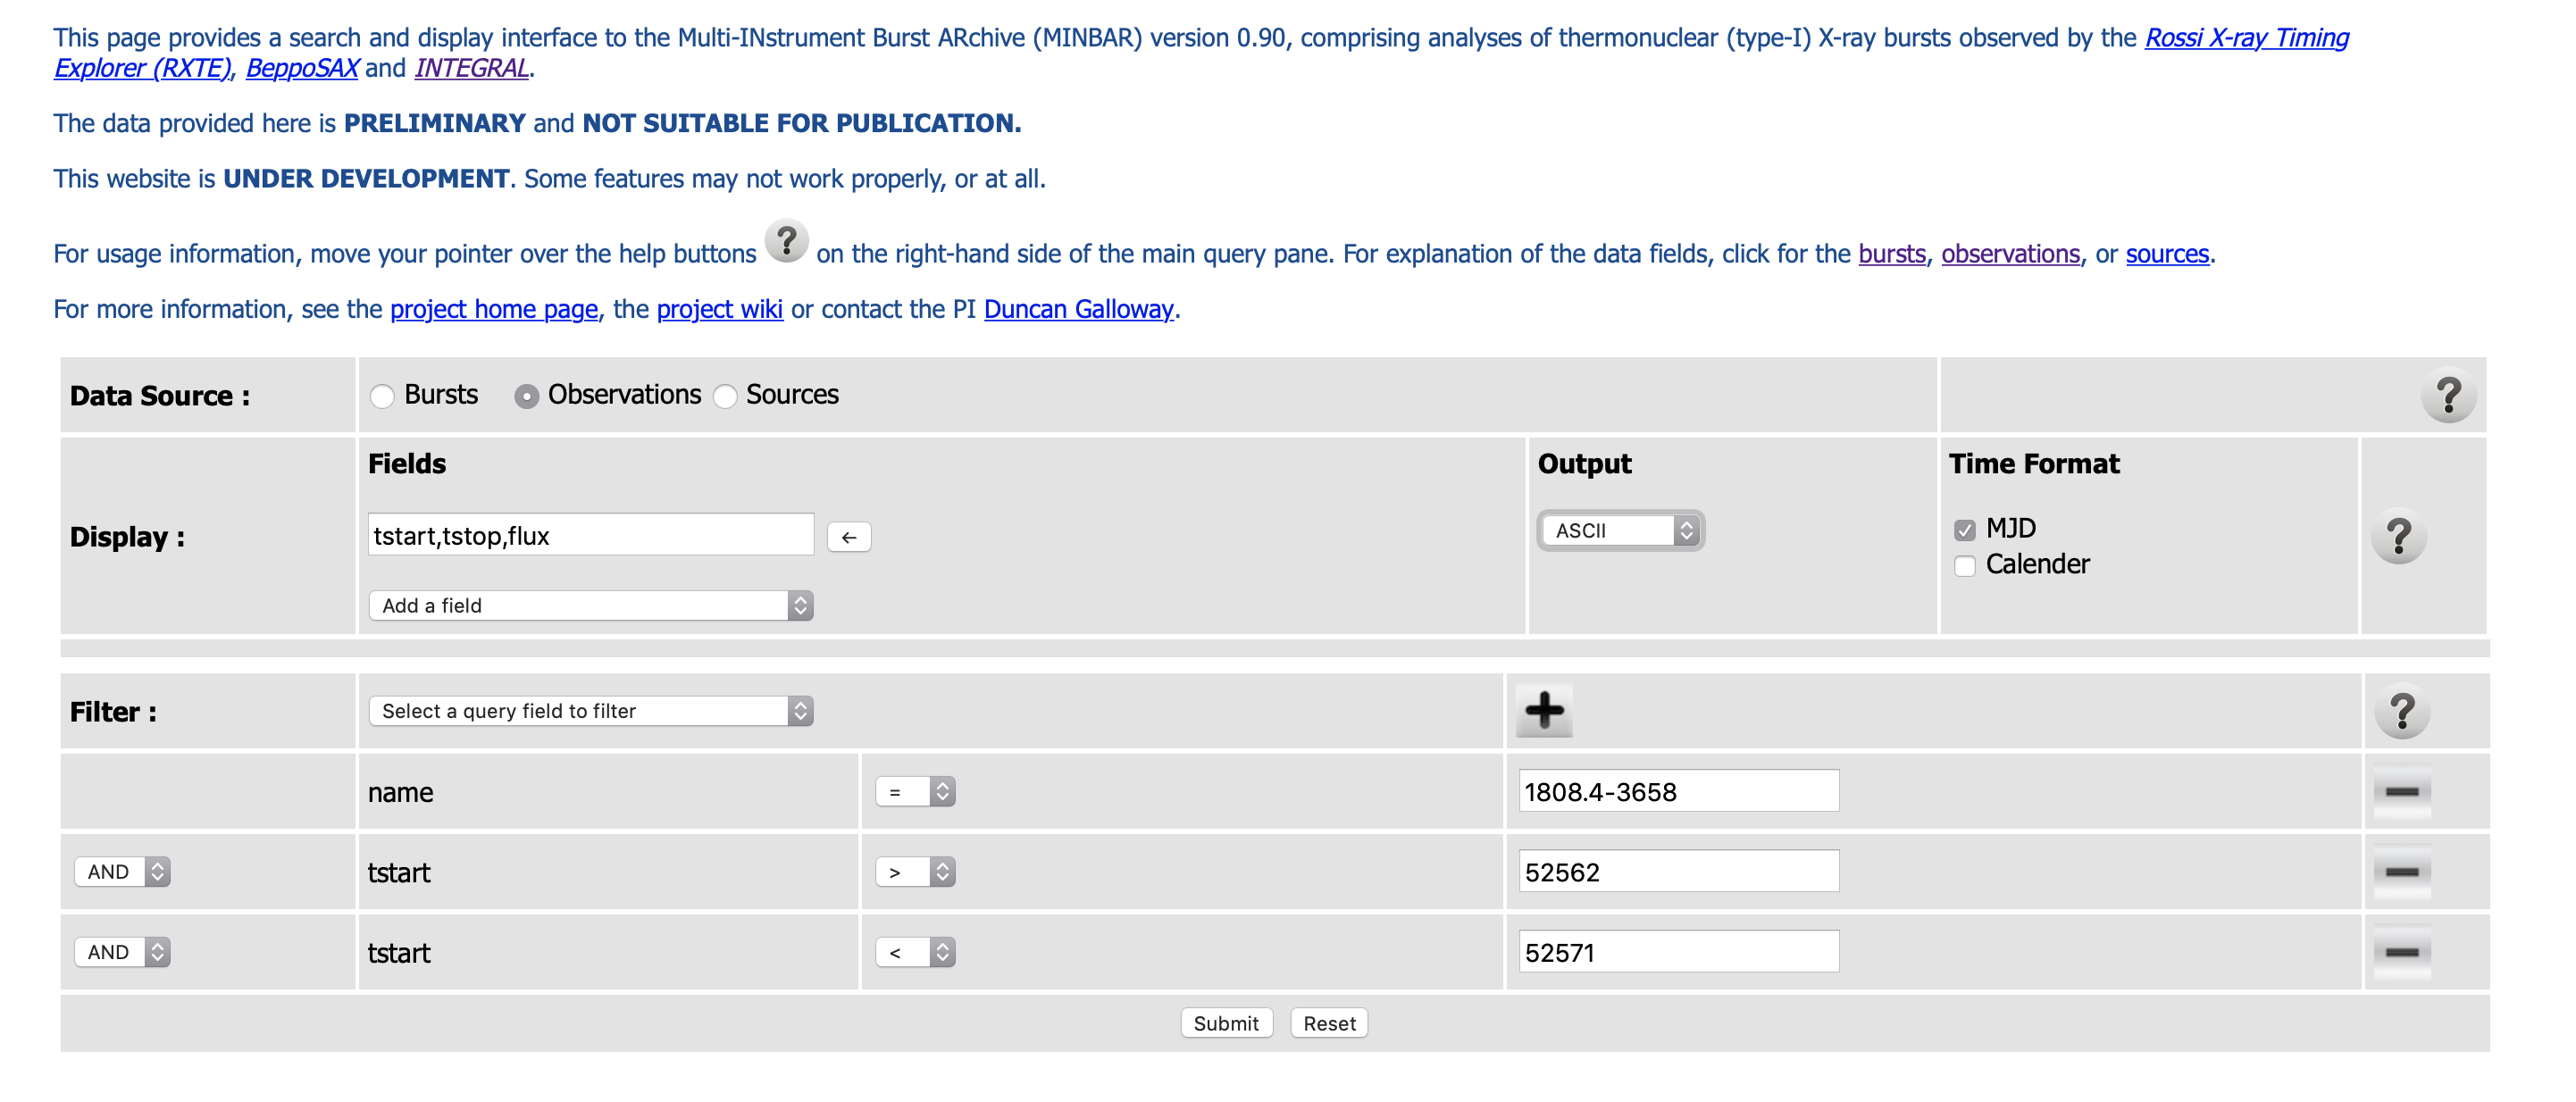 This page provides a search and display interface to the Multi-INstrument Burst ARchive (MINBAR) version 0.90, comprising analyses of thermonuclear (type-I) X-ray bursts observed by the Rossi X-ray Timing
Explorer (RXTE), BeppoSAX and INTEGRAL.
The data provided here is PRELIMINARY and NOT SUITABLE FOR PUBLICATION.
This website is UNDER DEVELOPMENT. Some features may not work properly, or at all.
For usage information, move your pointer over the help buttons ? on the right-hand side of the main query pane. For explanation of the data fields, click for the bursts, observations, or sources.
For more information, see the project home page, the project wiki or contact the PI Duncan Galloway.
Data Source : Bursts Observations Sources ?
Fields Output Time Format
Display : tstart,tstop,flux ← ASCII MJD ?
Calender
Add a field
Filter : Select a query field to filter + ?
name = 1808.4-3658 −
AND tstart > 52562 −
AND tstart < 52571 −
Submit Reset